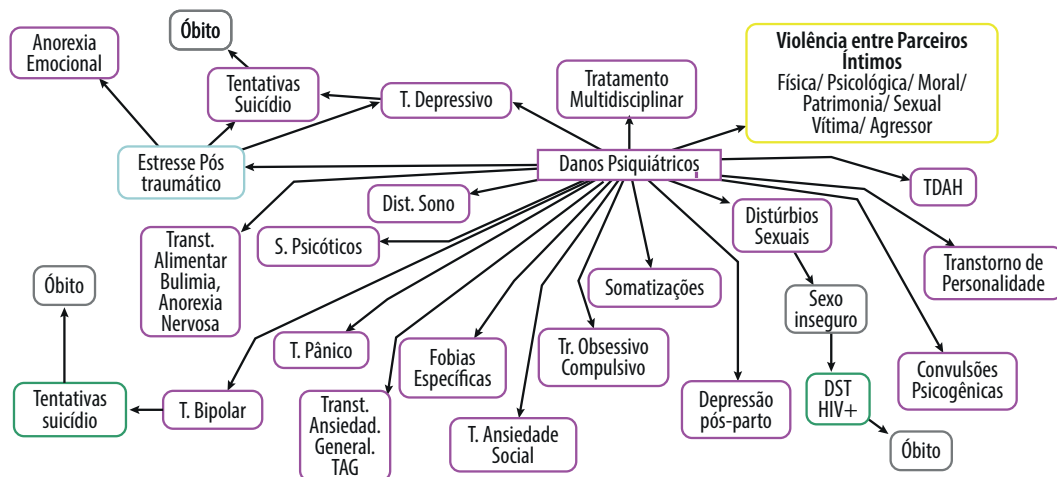 Anorexia
Emocional
Óbito
Tentativas
Suicídio
T. Depressivo
Tratamento
Multidisciplinar
Violência entre Parceiros
Íntimos
Física/ Psicológica/ Moral/
Patrimonia/ Sexual
Vítima/ Agressor
Estresse Pós
traumático
Danos Psiquiátricos
TDAH
Dist. Sono
Distúrbios
Sexuais
S. Psicóticos
Transt.
Alimentar
Bulimia,
Anorexia
Nervosa
Transtorno de
Personalidade
Óbito
Somatizações
Sexo
inseguro
T. Pânico
Fobias
Específicas
Tr. Obsessivo
Compulsivo
Convulsões
Psicogênicas
Tentativas
suicídio
T. Bipolar
Transt.
Ansiedad.
General.
TAG
T. Ansiedade
Social
Depressão
pós-parto
DST
HIV+
Óbito